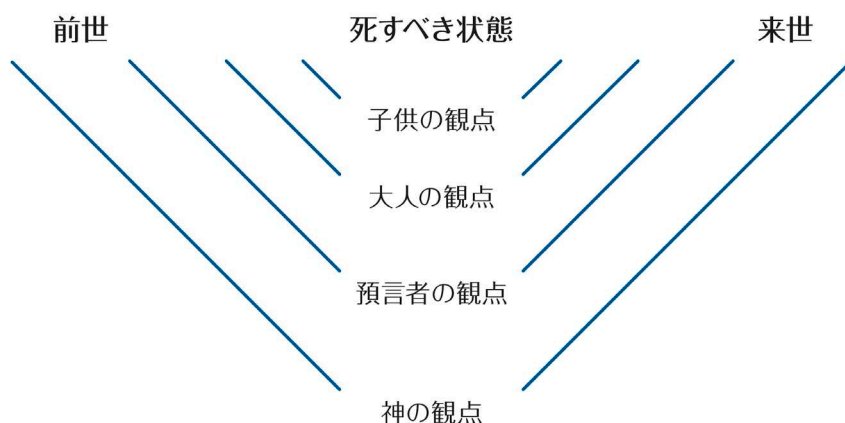 前世 死すべき状態 来世
子供の観点
大人の観点
預言者の観点
神の観点